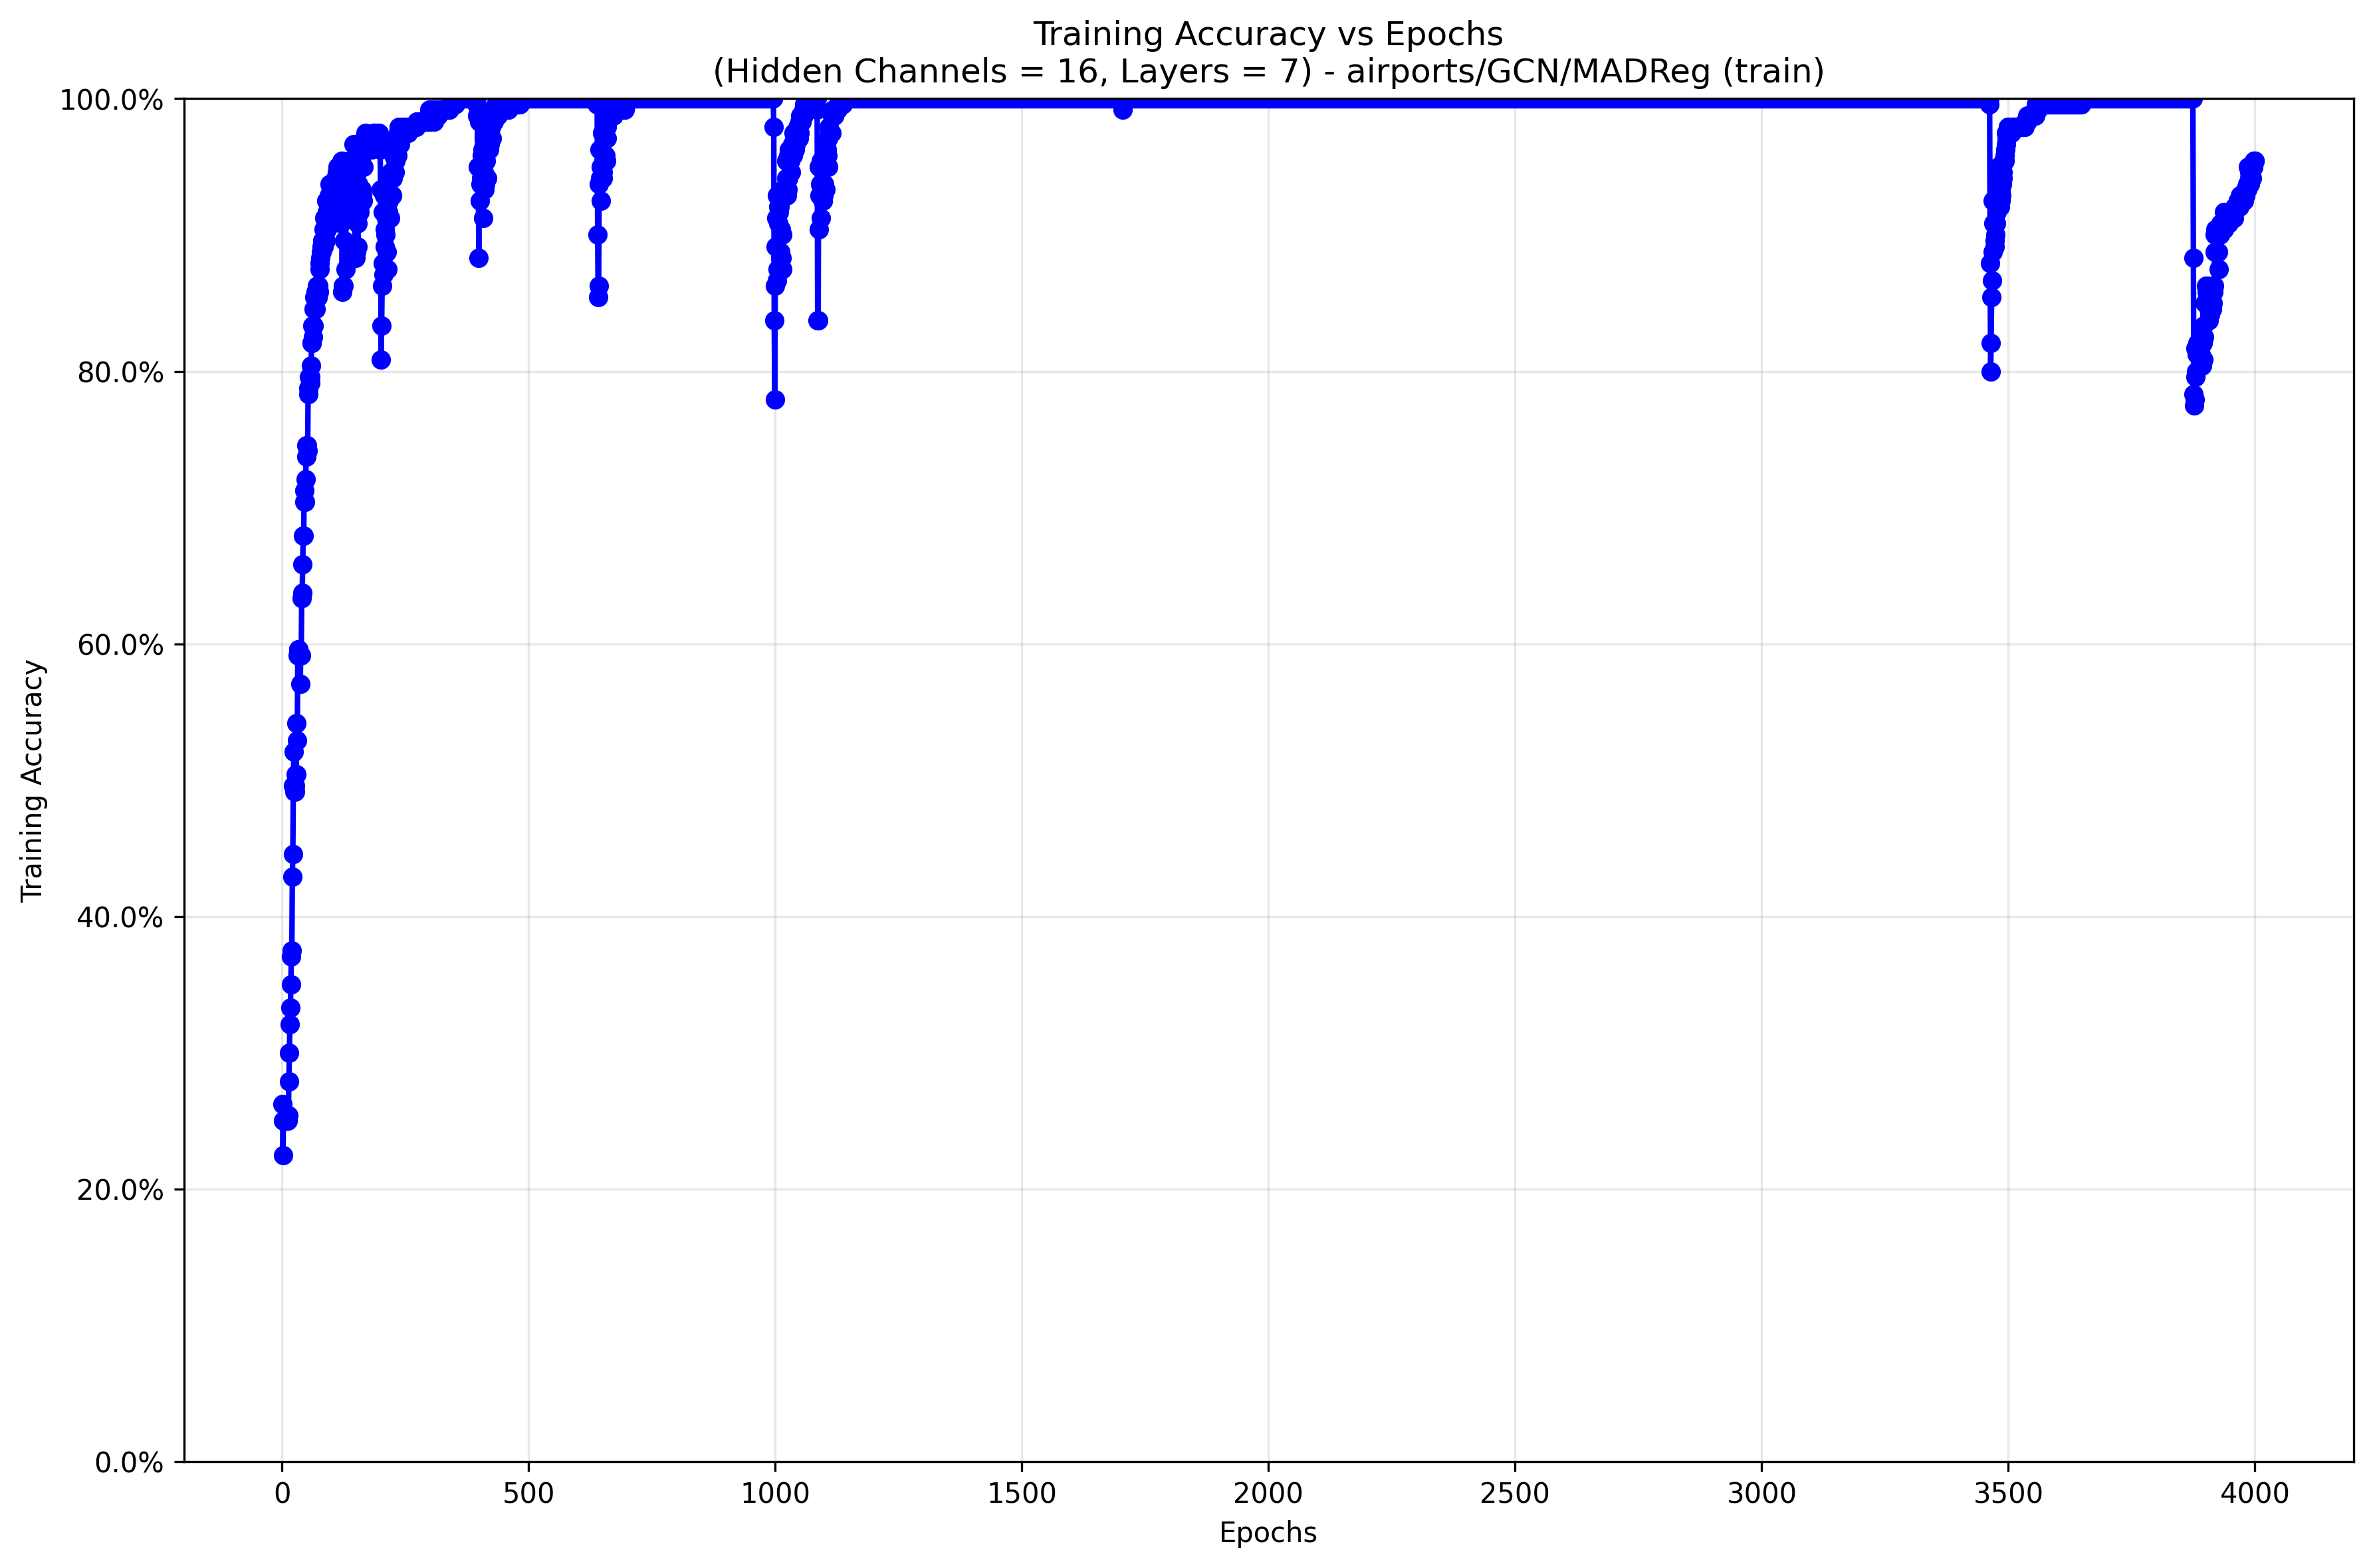 Training Accuracy vs Epochs
(Hidden Channels = 16, Layers = 7) - airports/GCN/MADReg (train)
Training Accuracy
100.0%
80.0%
60.0%
40.0%
20.0%
0.0%
0 500 1000 1500 2000 2500 3000 3500 4000
Epochs